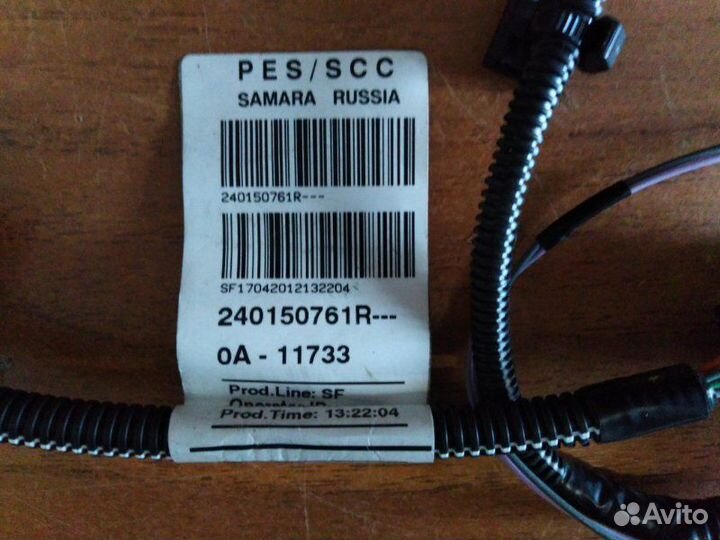 PES/SCC
SAMARA RUSSIA
240150761R---
SF17042012132204
240150761R---
0A - 11733
Prod.Line: SF
Prod.Time: 13:22:04
Avito